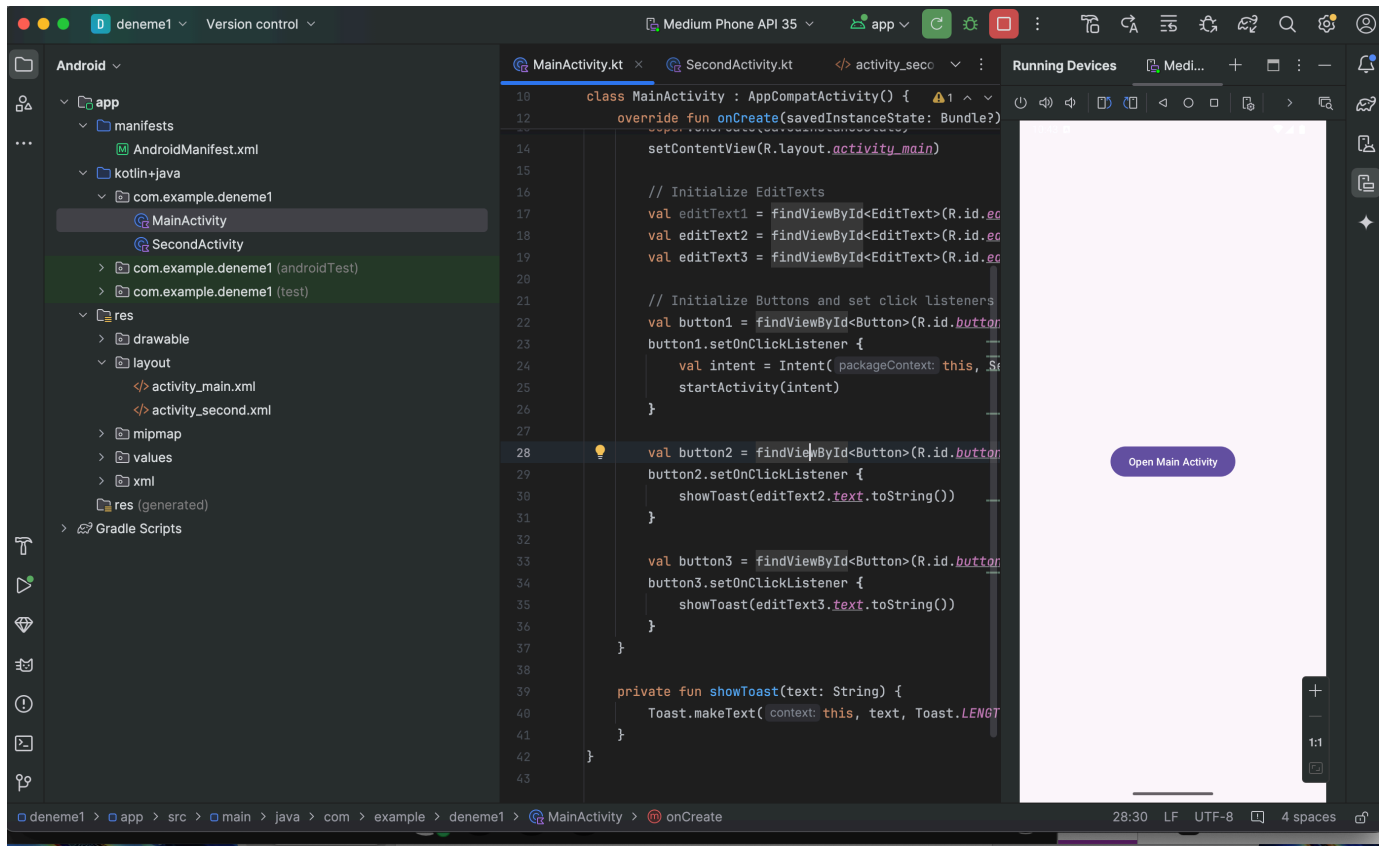 D deneme1 Version control Medium Phone API 35 app
Android
app
manifests
AndroidManifest.xml
kotlin+java
com.example.deneme1
MainActivity
SecondActivity
com.example.deneme1 (androidTest)
com.example.deneme1 (test)
res
drawable
layout
activity_main.xml
activity_second.xml
mipmap
values
xml
res (generated)
Gradle Scripts
MainActivity.kt SecondActivity.kt activity_seco
10 class MainActivity : AppCompatActivity() { 1
12 override fun onCreate(savedInstanceState: Bundle?)
super.onCreate(savedInstanceState)
14 setContentView(R.layout.activity_main)
15
16 // Initialize EditTexts
17 val editText1 = findViewById<EditText>(R.id.ed
18 val editText2 = findViewById<EditText>(R.id.ed
19 val editText3 = findViewById<EditText>(R.id.ed
20
21 // Initialize Buttons and set click listeners
22 val button1 = findViewById<Button>(R.id.button
23 button1.setOnClickListener {
24 val intent = Intent( packageContext: this, Se
25 startActivity(intent)
26 }
27
28 val button2 = findViewById<Button>(R.id.button
29 button2.setOnClickListener {
30 showToast(editText2.text.toString())
31 }
32
33 val button3 = findViewById<Button>(R.id.button
34 button3.setOnClickListener {
35 showToast(editText3.text.toString())
36 }
37 }
38
39 private fun showToast(text: String) {
40 Toast.makeText( context: this, text, Toast.LENGT
41 }
42 }
43
Running Devices Medi...
Open Main Activity
1:1
deneme1 > app > src > main > java > com > example > deneme1 > MainActivity > onCreate 28:30 LF UTF-8 4 spaces